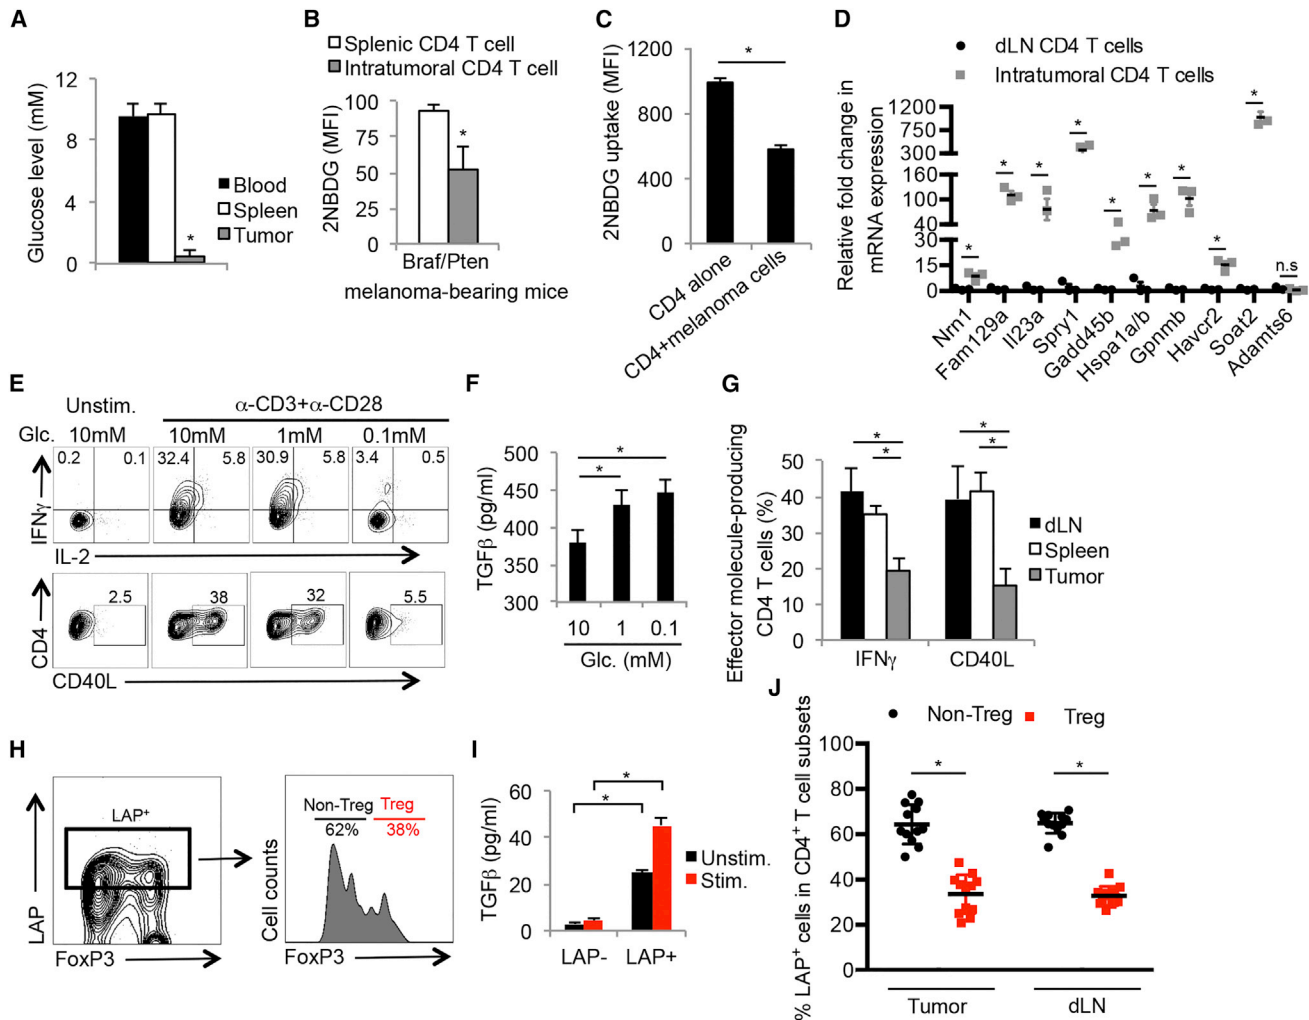 A
Glucose level (mM)
12
8
4
0
Blood
Spleen
Tumor
*
B
Splenic CD4 T cell
Intratumoral CD4 T cell
2NBDG (MFI)
100
75
50
25
0
*
Braf/Pten
melanoma-bearing mice
C
2NBDG uptake (MFI)
1200
800
400
0
*
CD4 alone
CD4+melanoma cells
D
dLN CD4 T cells
Intratumoral CD4 T cells
Relative fold change in
mRNA expression
1200
750
300
160
100
40
30
15
0
* * * * * * * * * n.s
Nrn1
Fam129a
Il23a
Spry1
Gadd45b
Hspa1a/b
Gpnmb
Havcr2
Soat2
Adamts6
E
Unstim. α-CD3+α-CD28
Glc. 10mM 10mM 1mM 0.1mM
0.2 0.1 32.4 5.8 30.9 5.8 3.4 0.5
IFNγ
IL-2
2.5 38 32 5.5
CD4
CD40L
F
TGFβ (pg/ml)
500
450
400
350
300
*
*
10 1 0.1
Glc. (mM)
G
Effector molecule-producing
CD4 T cells (%)
50
40
30
20
10
0
* *
* *
IFNγ CD40L
dLN
Spleen
Tumor
H
LAP
LAP+
FoxP3
Non-Treg Treg
62% 38%
Cell counts
FoxP3
I
TGFβ (pg/ml)
60
40
20
0
*
*
LAP- LAP+
Unstim.
Stim.
J
Non-Treg Treg
% LAP+ cells in CD4+ T cell subsets
100
80
60
40
20
0
* *
Tumor dLN